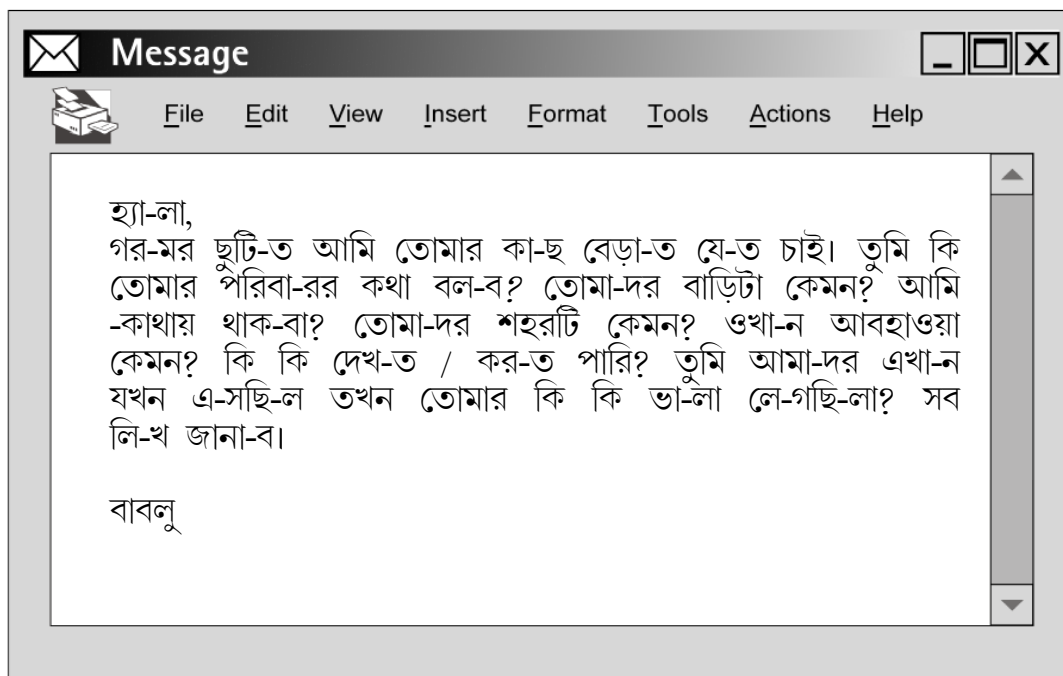 Message
File Edit View Insert Format Tools Actions Help
হ্যা-লা,
গর-মর ছুটি-ত আমি তোমার কা-ছ বেড়া-ত যে-ত চাই। তুমি কি
তোমার পরিবা-রর কথা বল-ব? তোমা-দর বাড়িটা কেমন? আমি
-কাথায় থাক-বা? তোমা-দর শহরটি কেমন? ওখা-ন আবহাওয়া
কেমন? কি কি দেখ-ত / কর-ত পারি? তুমি আমা-দর এখা-ন
যখন এ-সছি-ল তখন তোমার কি কি ভা-লা লে-গছি-লা? সব
লি-খ জানা-ব।
বাবলু